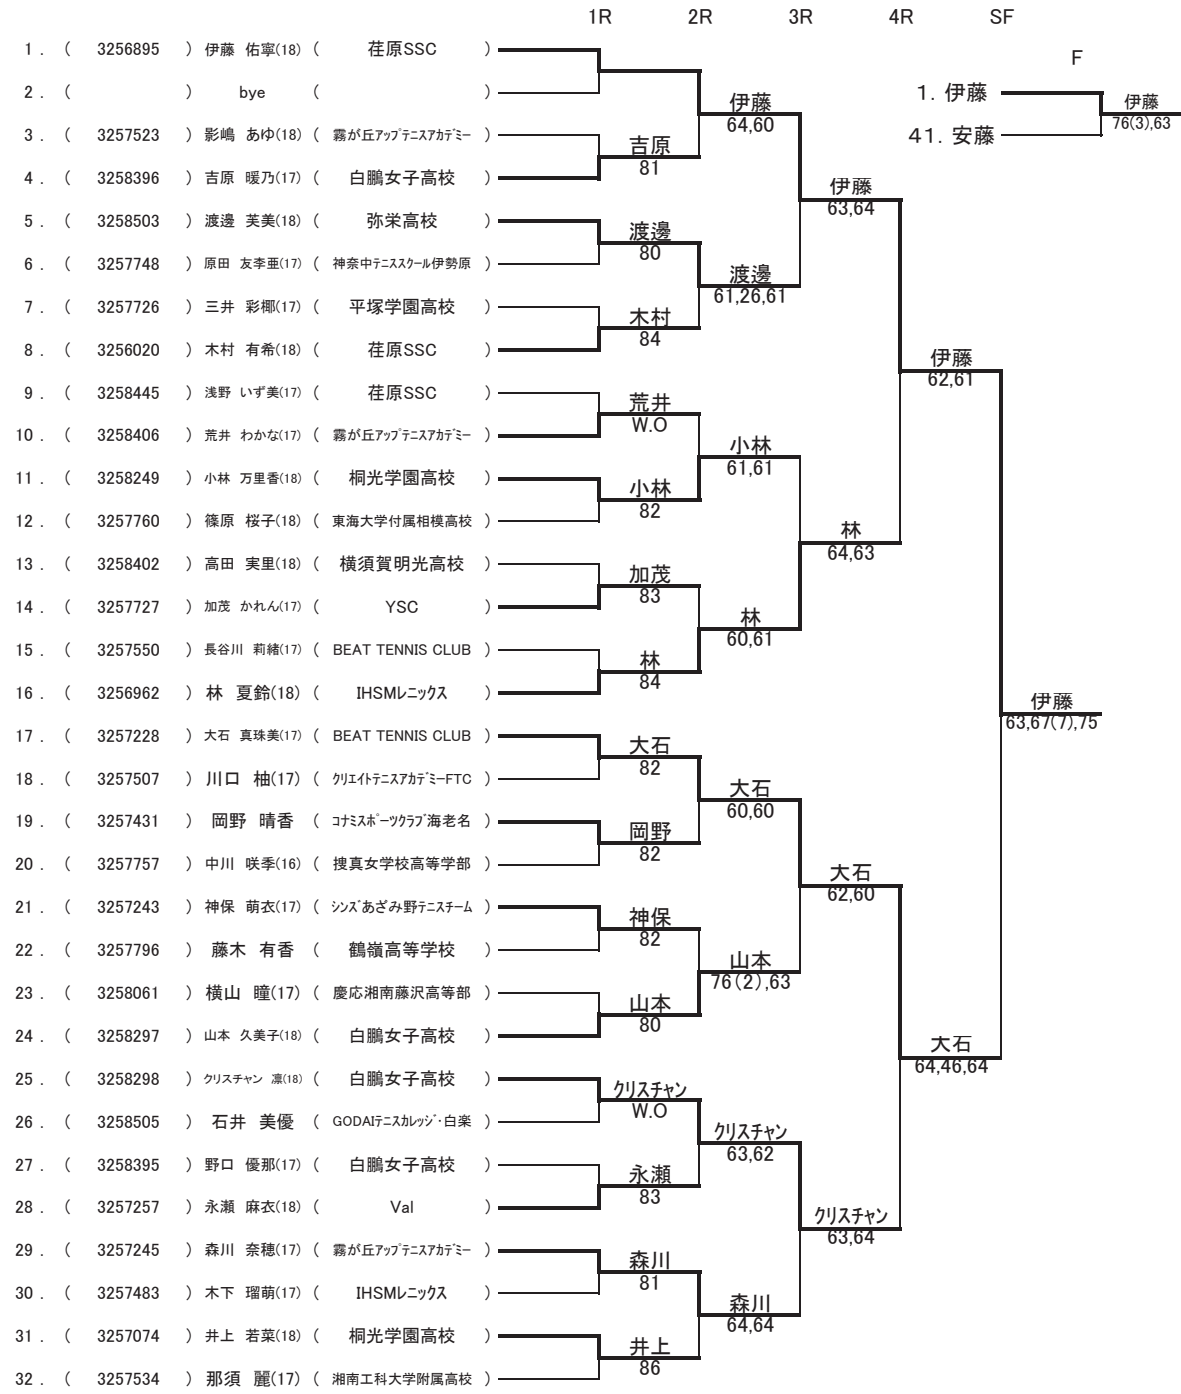 1R 2R 3R 4R SF
F
1 . ( 3256895 ) 伊藤 佑寧(18) ( 荏原SSC )
2 . ( ) bye ( )
3 . ( 3257523 ) 影嶋 あゆ(18) ( 霧が丘アップテニスアカデミー )
4 . ( 3258396 ) 吉原 暖乃(17) ( 白鵬女子高校 )
5 . ( 3258503 ) 渡邊 芙美(18) ( 弥栄高校 )
6 . ( 3257748 ) 原田 友李亜(17) ( 神奈中テニススクール伊勢原 )
7 . ( 3257726 ) 三井 彩椰(17) ( 平塚学園高校 )
8 . ( 3256020 ) 木村 有希(18) ( 荏原SSC )
9 . ( 3258445 ) 浅野 いず美(17) ( 荏原SSC )
10 . ( 3258406 ) 荒井 わかな(17) ( 霧が丘アップテニスアカデミー )
11 . ( 3258249 ) 小林 万里香(18) ( 桐光学園高校 )
12 . ( 3257760 ) 篠原 桜子(18) ( 東海大学付属相模高校 )
13 . ( 3258402 ) 高田 実里(18) ( 横須賀明光高校 )
14 . ( 3257727 ) 加茂 かれん(17) ( YSC )
15 . ( 3257550 ) 長谷川 莉緒(17) ( BEAT TENNIS CLUB )
16 . ( 3256962 ) 林 夏鈴(18) ( IHSMレニックス )
17 . ( 3257228 ) 大石 真珠美(17) ( BEAT TENNIS CLUB )
18 . ( 3257507 ) 川口 柚(17) ( クリエイトテニスアカデミーFTC )
19 . ( 3257431 ) 岡野 晴香 ( コナミスポーツクラブ海老名 )
20 . ( 3257757 ) 中川 咲季(16) ( 捜真女学校高等学部 )
21 . ( 3257243 ) 神保 萌衣(17) ( シンズあざみ野テニスチーム )
22 . ( 3257796 ) 藤木 有香 ( 鶴嶺高等学校 )
23 . ( 3258061 ) 横山 瞳(17) ( 慶応湘南藤沢高等部 )
24 . ( 3258297 ) 山本 久美子(18) ( 白鵬女子高校 )
25 . ( 3258298 ) クリスチャン 凛(18) ( 白鵬女子高校 )
26 . ( 3258505 ) 石井 美優 ( GODAIテニスカレッジ・白楽 )
27 . ( 3258395 ) 野口 優那(17) ( 白鵬女子高校 )
28 . ( 3257257 ) 永瀬 麻衣(18) ( Val )
29 . ( 3257245 ) 森川 奈穂(17) ( 霧が丘アップテニスアカデミー )
30 . ( 3257483 ) 木下 瑠萌(17) ( IHSMレニックス )
31 . ( 3257074 ) 井上 若菜(18) ( 桐光学園高校 )
32 . ( 3257534 ) 那須 麗(17) ( 湘南工科大学附属高校 )
吉原
81
渡邊
80
木村
84
荒井
W.O
小林
82
加茂
83
林
84
大石
82
岡野
82
神保
82
山本
80
クリスチャン
W.O
永瀬
83
森川
81
井上
86
伊藤
64,60
渡邊
61,26,61
小林
61,61
林
60,61
大石
60,60
山本
76(2),63
クリスチャン
63,62
森川
64,64
伊藤
63,64
林
64,63
大石
62,60
クリスチャン
63,64
伊藤
62,61
大石
64,46,64
伊藤
63,67(7),75
1. 伊藤
41. 安藤
伊藤
76(3),63